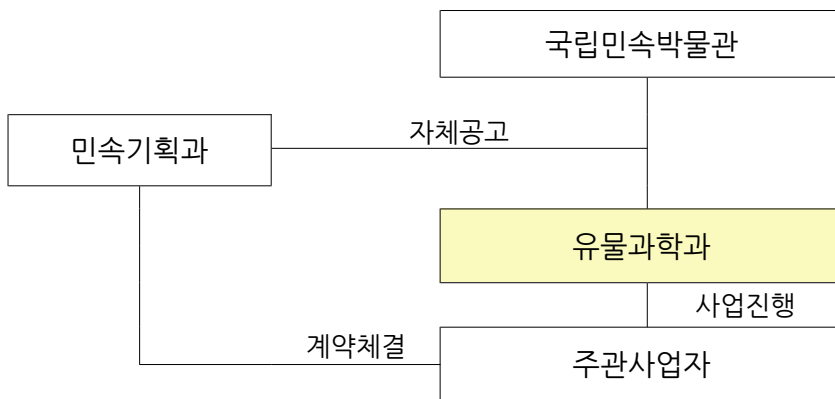 국립민속박물관
자체공고
민속기획과
유물과학과
사업진행
계약체결
주관사업자